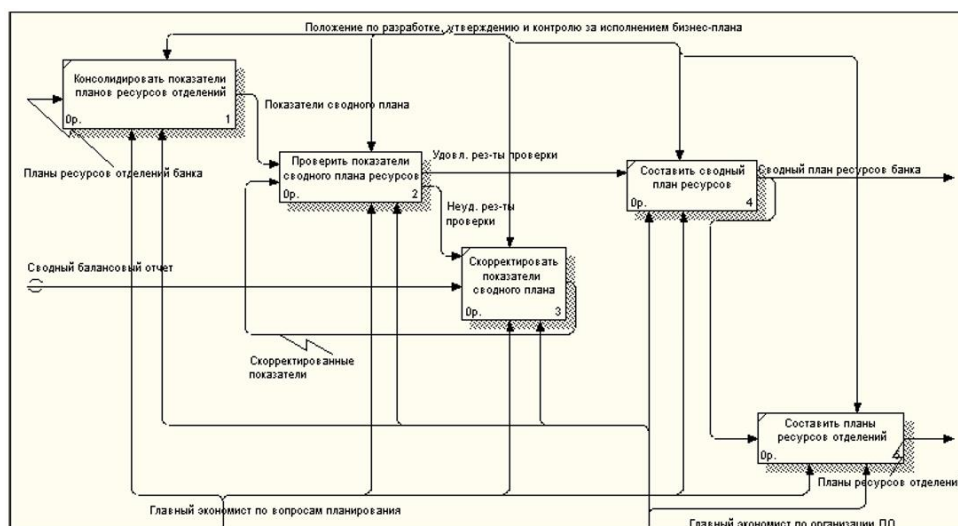 Положение по разработке, утверждению и контролю за исполнением бизнес-плана
Консолидировать показатели
планов ресурсов отделений
0р. 1
Показатели сводного плана
Планы ресурсов отделений банка
Проверить показатели
сводного плана ресурсов
0р. 2
Удовл. рез-ты проверки
Составить сводный
план ресурсов
0р. 4
Сводный план ресурсов банка
Неуд. рез-ты
проверки
Сводный балансовый отчет
Скорректировать
показатели
сводного плана
0р. 3
Скорректированные
показатели
Составить планы
ресурсов отделений
0р.
Планы ресурсов отделени
Главный экономист по вопросам планирования
Главный экономист по организации ПО